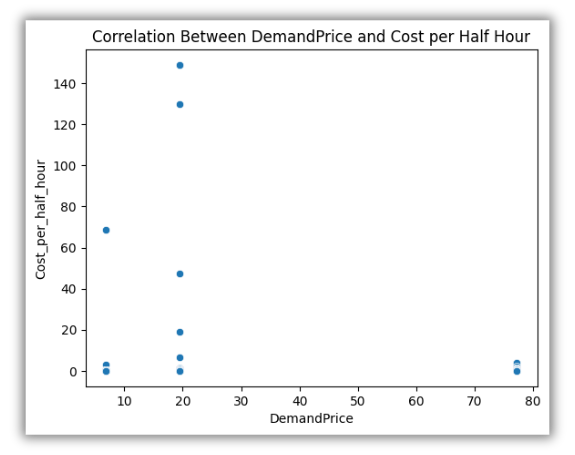 Correlation Between DemandPrice and Cost per Half Hour
140
120
100
80
60
40
20
0
Cost_per_half_hour
10 20 30 40 50 60 70 80
DemandPrice